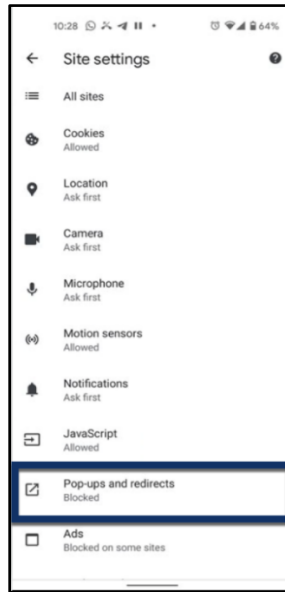 10:28 64%
Site settings
All sites
Cookies
Allowed
Location
Ask first
Camera
Ask first
Microphone
Ask first
Motion sensors
Allowed
Notifications
Ask first
JavaScript
Allowed
Pop-ups and redirects
Blocked
Ads
Blocked on some sites